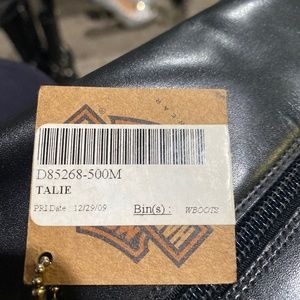 D85268-500M
TALIE
PRI Date: 12/29/09 Bin(s): WBOOTS